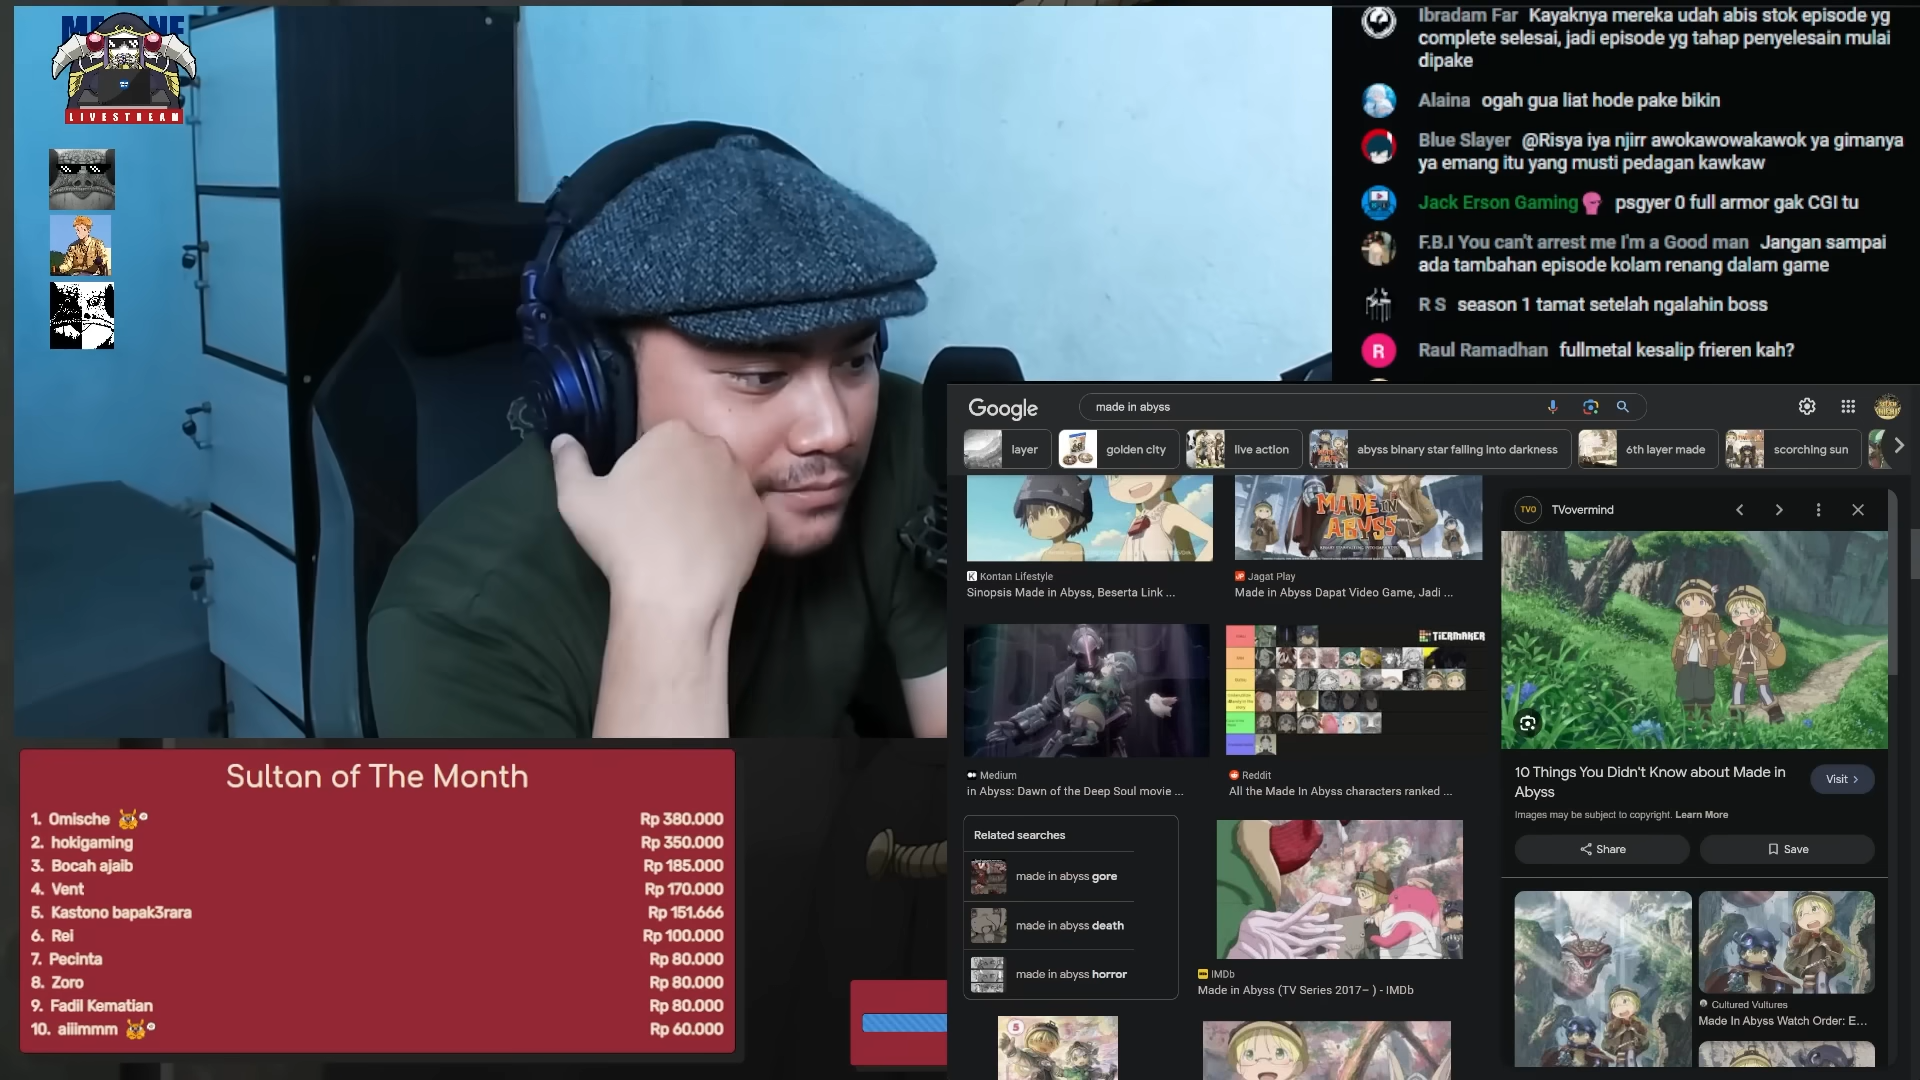 LIVESTREAM
Ibradam Far Kayaknya mereka udah abis stok episode yg
complete selesai, jadi episode yg tahap penyelesain mulai
dipake
Alaina ogah gua liat hode pake bikin
Blue Slayer @Risya iya njirr awokawowakawok ya gimanya
ya emang itu yang musti pedagan kawkaw
Jack Erson Gaming psgyer 0 full armor gak CGI tu
F.B.I You can't arrest me I'm a Good man Jangan sampai
ada tambahan episode kolam renang dalam game
R S season 1 tamat setelah ngalahin boss
R
Raul Ramadhan fullmetal kesalip frieren kah?
Google
made in abyss
layer
golden city
live action
abyss binary star falling into darkness
6th layer made
scorching sun
MADE IN
ABYSS
Kontan Lifestyle
Sinopsis Made in Abyss, Beserta Link ...
Jagat Play
Made in Abyss Dapat Video Game, Jadi ...
TIERMAKER
Medium
in Abyss: Dawn of the Deep Soul movie ...
Reddit
All the Made In Abyss characters ranked ...
Related searches
made in abyss gore
made in abyss death
made in abyss horror
IMDb
Made in Abyss (TV Series 2017– ) - IMDb
5
TVO
TVovermind
10 Things You Didn't Know about Made in
Abyss
Visit
Images may be subject to copyright. Learn More
Share
Save
Cultured Vultures
Made In Abyss Watch Order: E...
Sultan of The Month
1. Omische Rp 380.000
2. hokigaming Rp 350.000
3. Bocah ajaib Rp 185.000
4. Vent Rp 170.000
5. Kastono bapak3rara Rp 151.666
6. Rei Rp 100.000
7. Pecinta Rp 80.000
8. Zoro Rp 80.000
9. Fadil Kematian Rp 80.000
10. aiiimmm Rp 60.000